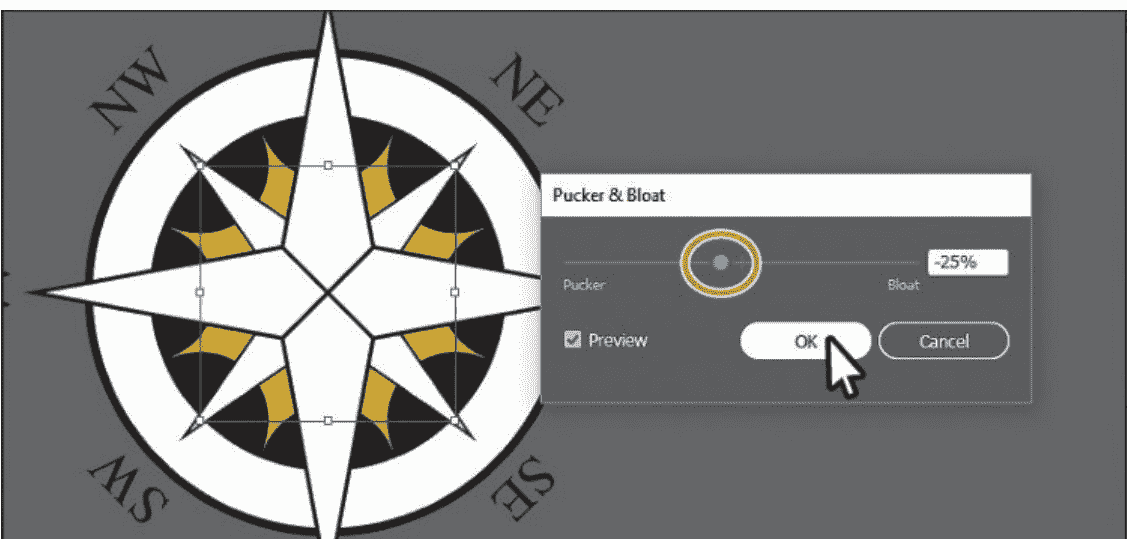 NW
NE
Pucker & Bloat
-25%
Pucker
Bloat
Preview
OK
Cancel
SW
SE